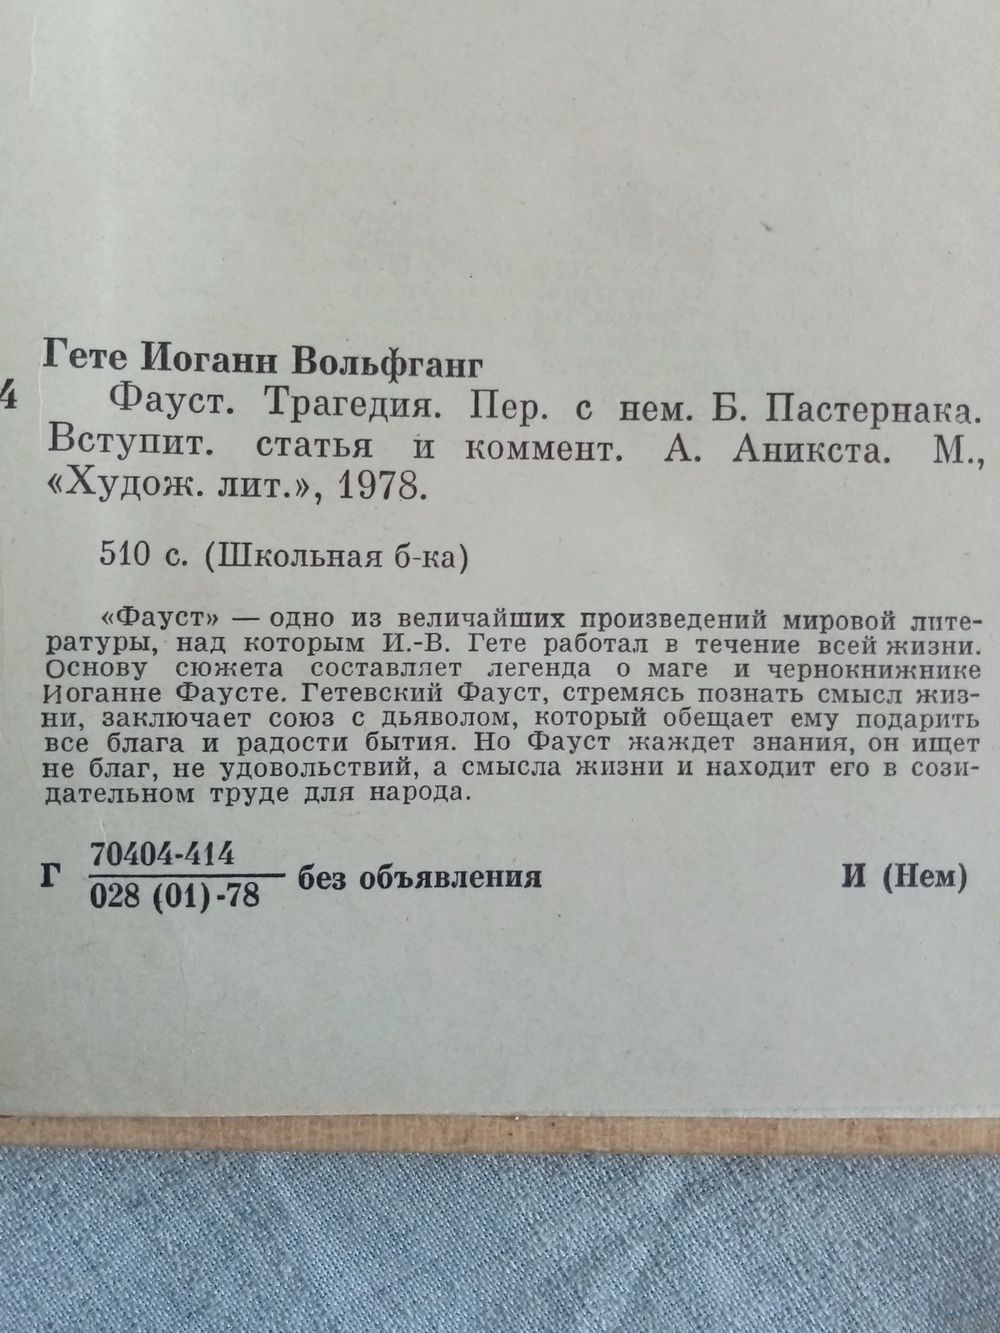 Гете Иоганн Вольфганг
4 Фауст. Трагедия. Пер. с нем. Б. Пастернака.
Вступит. статья и коммент. А. Аникста. М.,
«Худож. лит.», 1978.
510 с. (Школьная б-ка)
«Фауст» — одно из величайших произведений мировой лите-
ратуры, над которым И.-В. Гете работал в течение всей жизни.
Основу сюжета составляет легенда о маге и чернокнижнике
Иоганне Фаусте. Гетевский Фауст, стремясь познать смысл жиз-
ни, заключает союз с дьяволом, который обещает ему подарить
все блага и радости бытия. Но Фауст жаждет знания, он ищет
не благ, не удовольствий, а смысла жизни и находит его в сози-
дательном труде для народа.
70404-414
Г без объявления И (Нем)
028 (01)-78